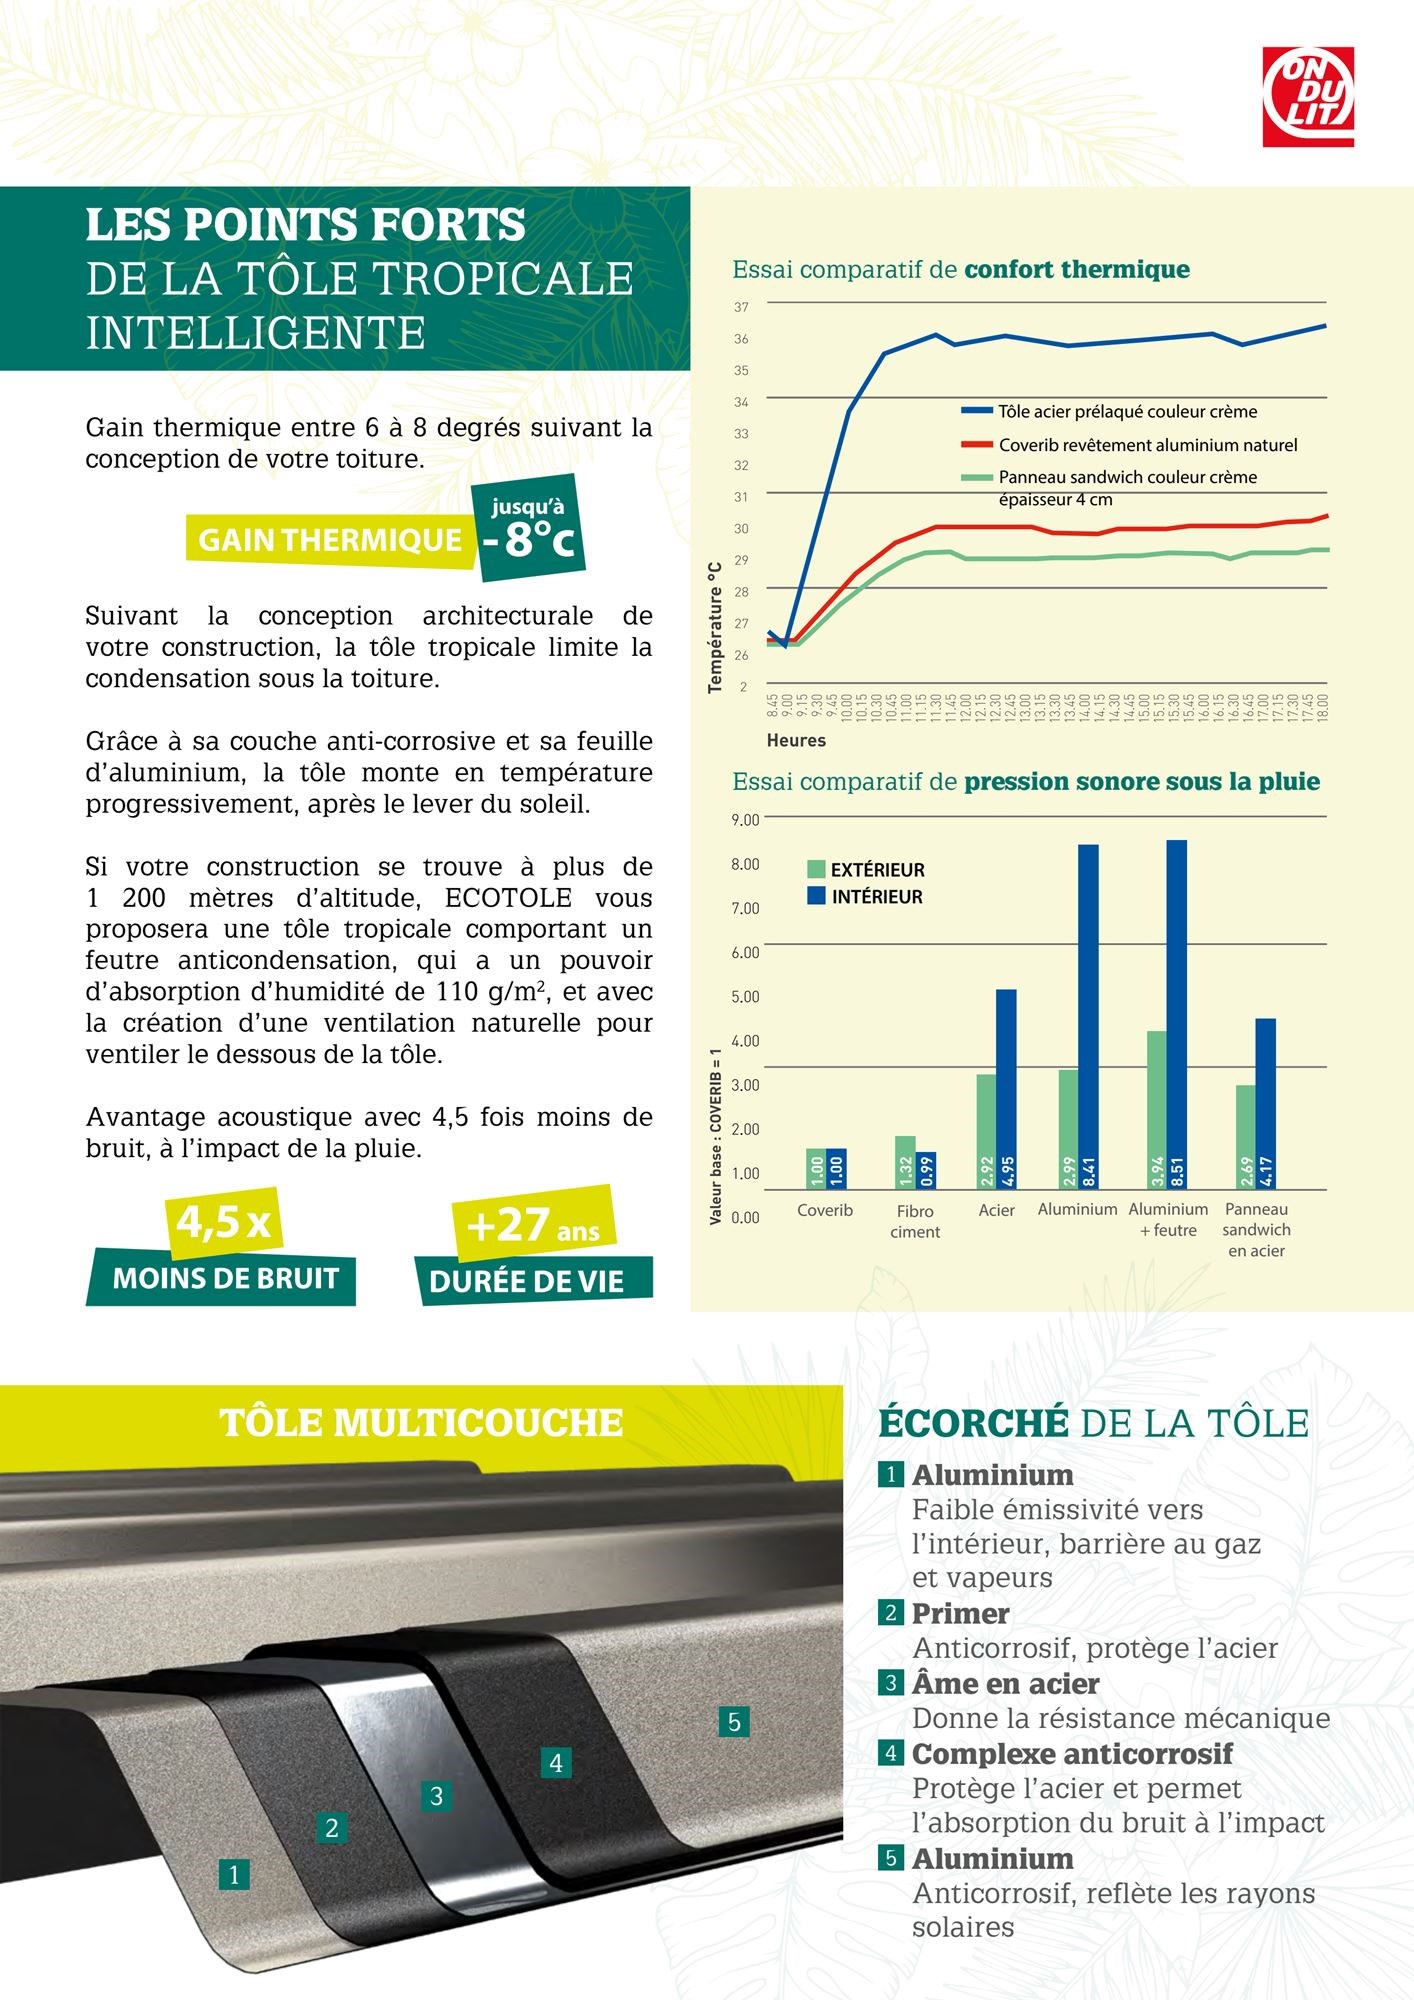 ON
DU
LIT
LES POINTS FORTS
DE LA TÔLE TROPICALE
INTELLIGENTE
Gain thermique entre 6 à 8 degrés suivant la
conception de votre toiture.
GAIN THERMIQUE
jusqu'à
-8°c
Suivant la conception architecturale de
votre construction, la tôle tropicale limite la
condensation sous la toiture.
Grâce à sa couche anti-corrosive et sa feuille
d'aluminium, la tôle monte en température
progressivement, après le lever du soleil.
Si votre construction se trouve à plus de
1 200 mètres d'altitude, ECOTOLE vous
proposera une tôle tropicale comportant un
feutre anticondensation, qui a un pouvoir
d'absorption d'humidité de 110 g/m², et avec
la création d'une ventilation naturelle pour
ventiler le dessous de la tôle.
Avantage acoustique avec 4,5 fois moins de
bruit, à l'impact de la pluie.
4,5 x
MOINS DE BRUIT
+27 ans
DURÉE DE VIE
Essai comparatif de confort thermique
37
36
35
34
33
32
31
30
29
28
27
26
2
Température °C
Tôle acier prélaqué couleur crème
Coverib revêtement aluminium naturel
Panneau sandwich couleur crème
épaisseur 4 cm
8.45
9.00
9.15
9.30
9.45
10.00
10.15
10.30
10.45
11.00
11.15
11.30
11.45
12.00
12.15
12.30
12.45
13.00
13.15
13.30
13.45
14.00
14.15
14.30
14.45
15.00
15.15
15.30
15.45
16.00
16.15
16.30
16.45
17.00
17.15
17.30
17.45
18.00
Heures
Essai comparatif de pression sonore sous la pluie
9.00
8.00
7.00
6.00
5.00
4.00
3.00
2.00
1.00
0.00
Valeur base : COVERIB = 1
EXTÉRIEUR
INTÉRIEUR
1.00
1.00
1.32
0.99
2.92
4.95
2.99
8.41
3.94
8.51
2.69
4.17
Coverib
Fibro
ciment
Acier
Aluminium
Aluminium
+ feutre
Panneau
sandwich
en acier
TÔLE MULTICOUCHE
1
2
3
4
5
ÉCORCHÉ DE LA TÔLE
1 Aluminium
Faible émissivité vers
l'intérieur, barrière au gaz
et vapeurs
2 Primer
Anticorrosif, protège l'acier
3 Âme en acier
Donne la résistance mécanique
4 Complexe anticorrosif
Protège l'acier et permet
l'absorption du bruit à l'impact
5 Aluminium
Anticorrosif, reflète les rayons
solaires